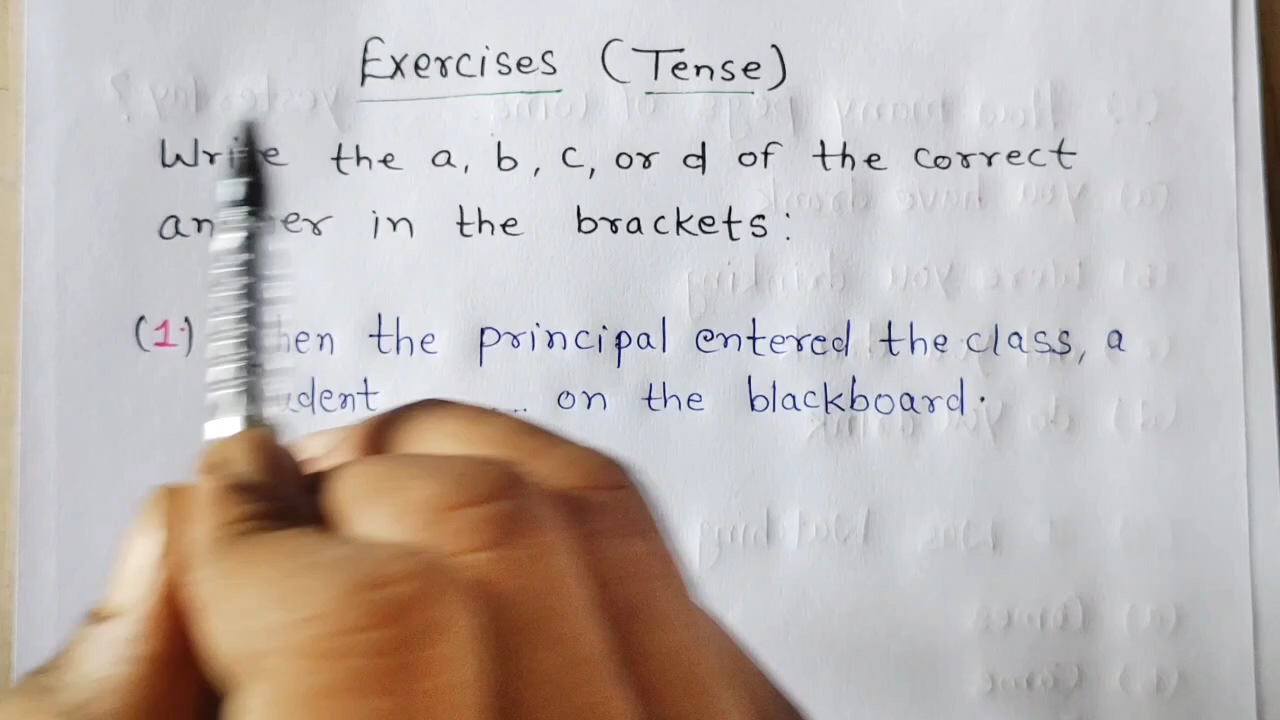 Exercises (Tense)
Write the a, b, c, or d of the correct
in the brackets:
(1) the principal entered the class, a
on the blackboard.